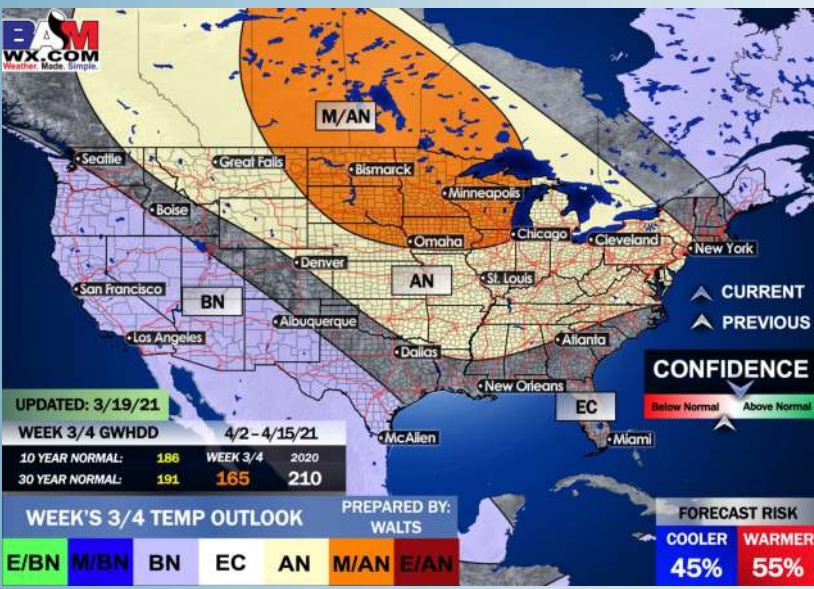 BAM
WX.COM
Weather. Made. Simple.
M/AN
Seattle
Great Falls
Bismarck
Minneapolis
Boise
Omaha
Chicago
Cleveland
New York
Denver
AN
St. Louis
San Francisco
BN
CURRENT
Albuquerque
PREVIOUS
Los Angeles
Atlanta
Dallas
CONFIDENCE
New Orleans
EC
Below Normal Above Normal
UPDATED: 3/19/21
WEEK 3/4 GWHDD 4/2 – 4/15/21
McAllen
Miami
10 YEAR NORMAL: 186 WEEK 3/4 2020
30 YEAR NORMAL: 191 165 210
WEEK'S 3/4 TEMP OUTLOOK
PREPARED BY:
WALTS
FORECAST RISK
COOLER WARMER
45% 55%
E/BN M/BN BN EC AN M/AN E/AN